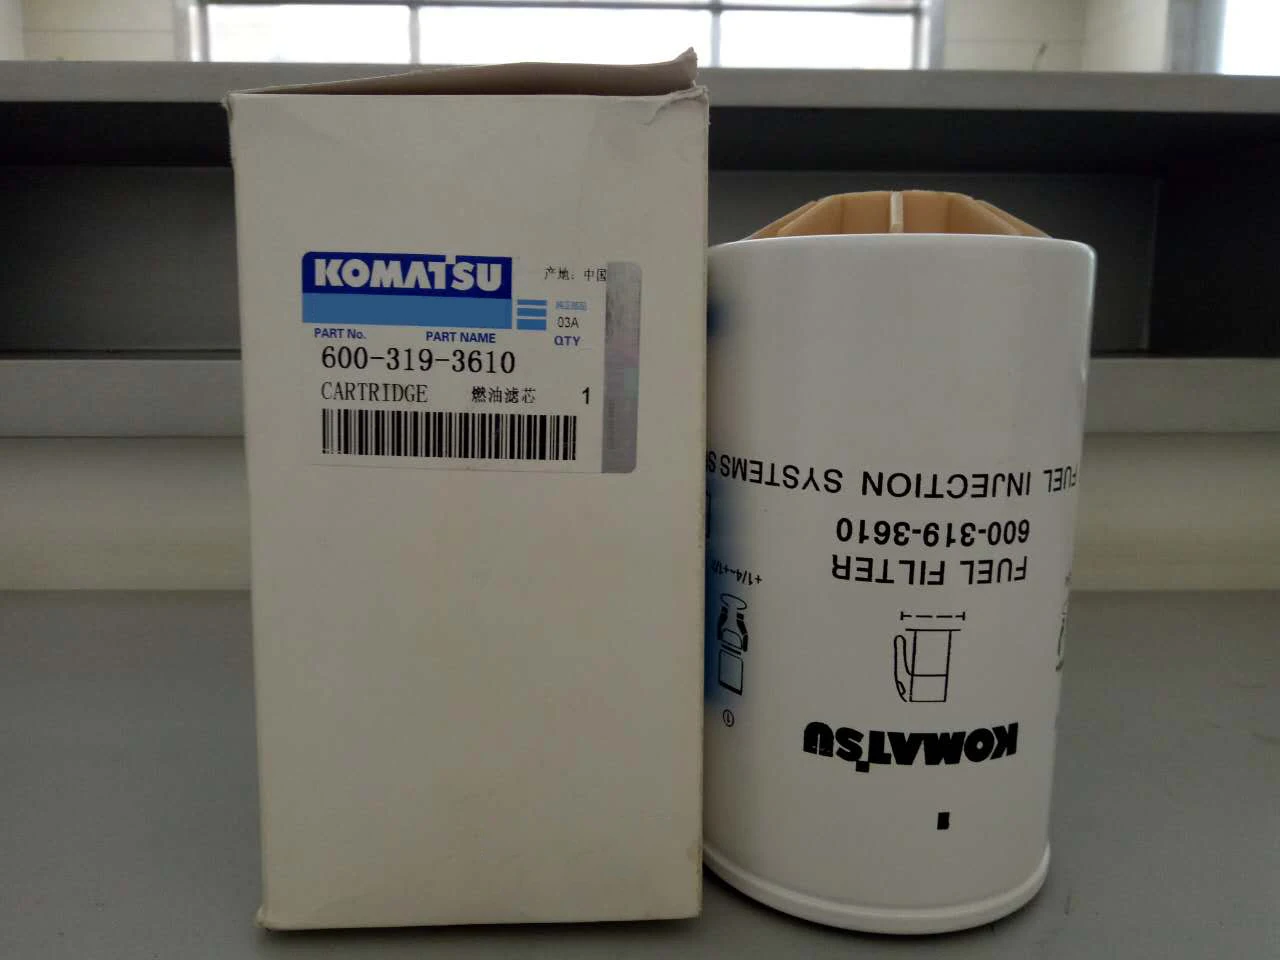 KOMATSU
产地：中国
03A
PART No. PART NAME QTY
600-319-3610
CARTRIDGE 燃油滤芯 1
FUEL INJECTION SYSTEMS
600-319-3610
FUEL FILTER
KOMATSU